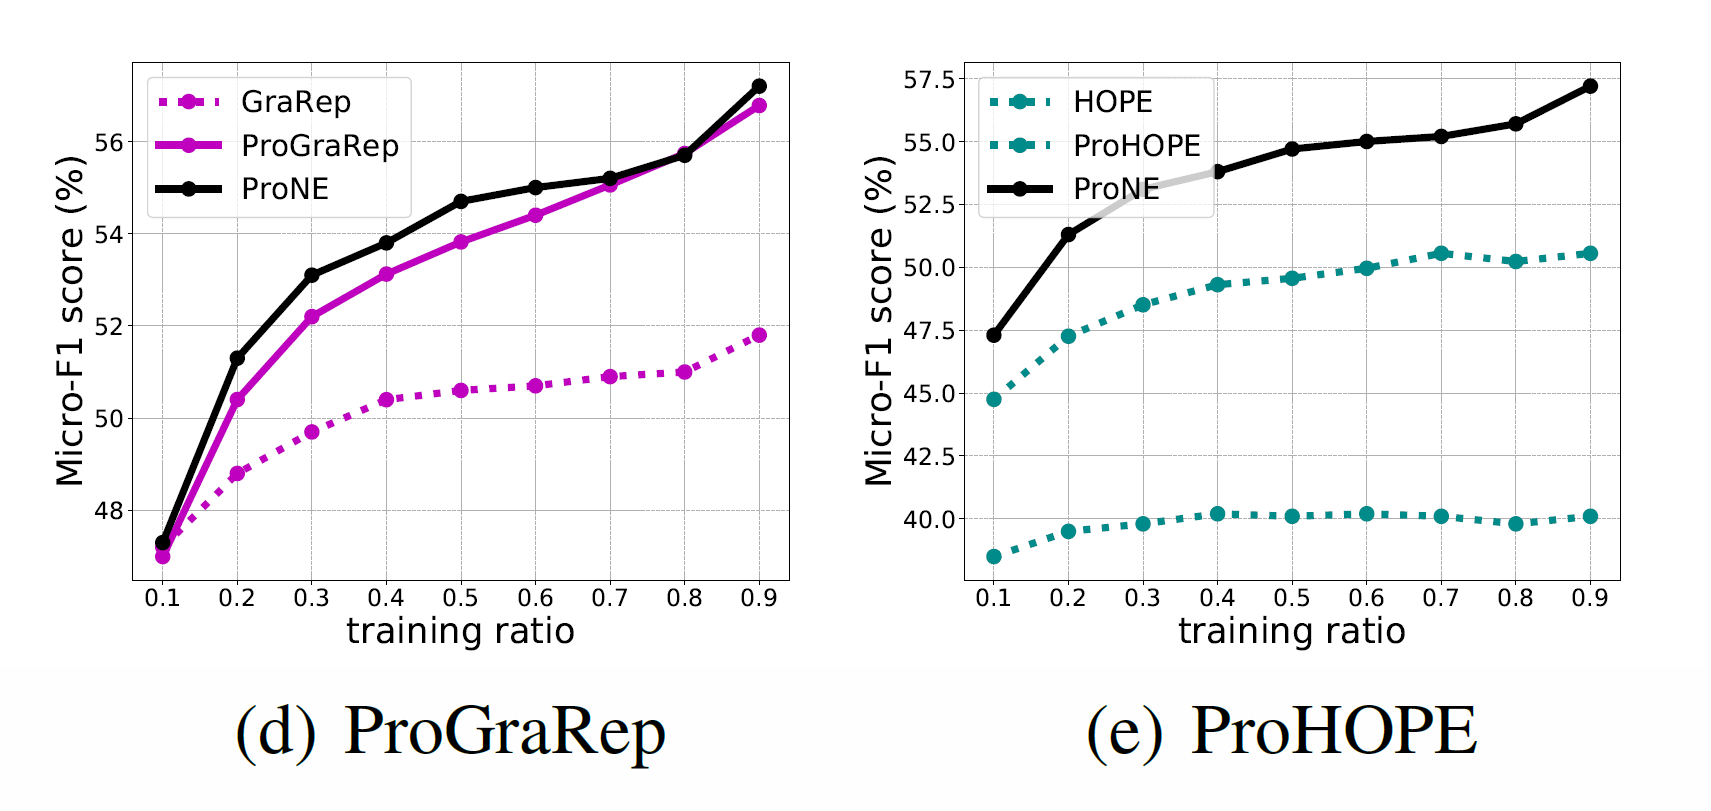 GraRep
ProGraRep
ProNE
56
54
52
50
48
Micro-F1 score (%)
0.1 0.2 0.3 0.4 0.5 0.6 0.7 0.8 0.9
training ratio
(d) ProGraRep
HOPE
ProHOPE
ProNE
57.5
55.0
52.5
50.0
47.5
45.0
42.5
40.0
Micro-F1 score (%)
0.1 0.2 0.3 0.4 0.5 0.6 0.7 0.8 0.9
training ratio
(e) ProHOPE